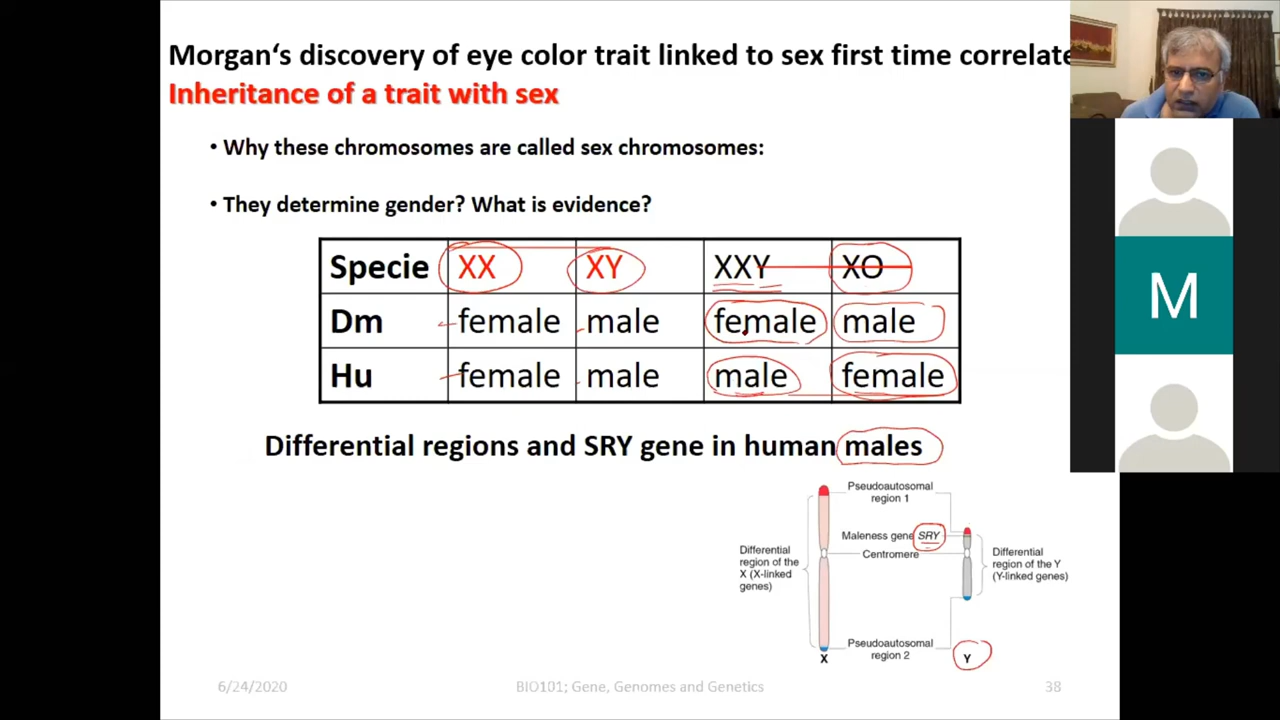 Morgan‘s discovery of eye color trait linked to sex first time correlate
Inheritance of a trait with sex
• Why these chromosomes are called sex chromosomes:
• They determine gender? What is evidence?
Specie XX XY XXY XO
Dm female male female male
Hu female male male female
Differential regions and SRY gene in human males
Pseudoautosomal
region 1
Maleness gene SRY
Centromere
Differential
region of the
X (X-linked
genes)
Differential
region of the Y
(Y-linked genes)
Pseudoautosomal
region 2
X
Y
M
6/24/2020
BIO101; Gene, Genomes and Genetics
38